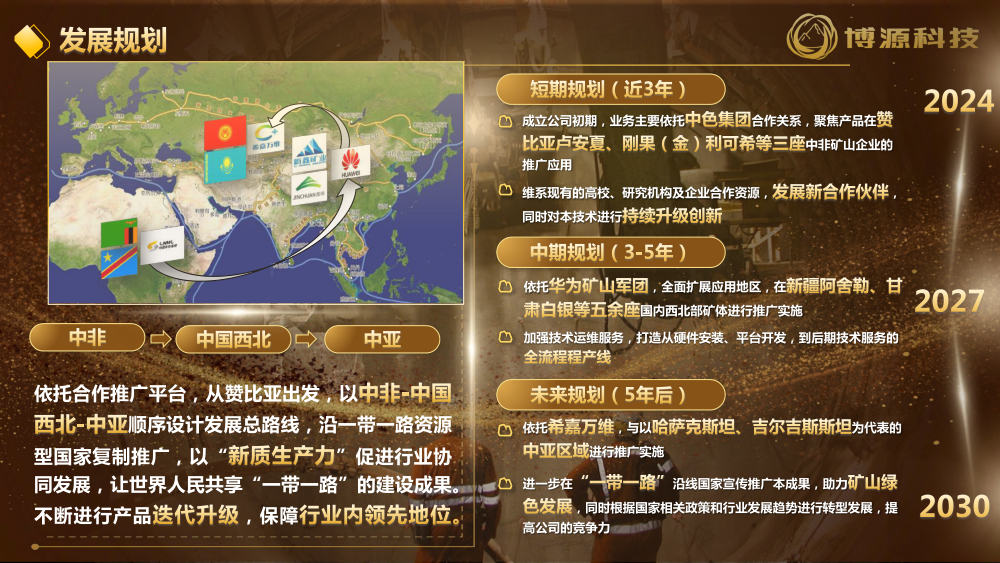 发展规划
博源科技
希嘉万维
HUAWEI
JINCHUAN
中非
中国西北
中亚
依托合作推广平台，从赞比亚出发，以中非-中国
西北-中亚顺序设计发展总路线，沿一带一路资源
型国家复制推广，以“新质生产力”促进行业协
同发展，让世界人民共享“一带一路”的建设成果。
不断进行产品迭代升级，保障行业内领先地位。
短期规划（近3年）
成立公司初期，业务主要依托中色集团合作关系，聚焦产品在赞
比亚卢安夏、刚果（金）利可希等三座中非矿山企业的
推广应用
维系现有的高校、研究机构及企业合作资源，发展新合作伙伴，
同时对本技术进行持续升级创新
中期规划（3-5年）
依托华为矿山军团，全面扩展应用地区，在新疆阿舍勒、甘
肃白银等五余座国内西北部矿体进行推广实施
加强技术运维服务，打造从硬件安装、平台开发，到后期技术服务的
全流程程产线
未来规划（5年后）
依托希嘉万维，与以哈萨克斯坦、吉尔吉斯斯坦为代表的
中亚区域进行推广实施
进一步在“一带一路”沿线国家宣传推广本成果，助力矿山绿
色发展，同时根据国家相关政策和行业发展趋势进行转型发展，提
高公司的竞争力
2024
2027
2030